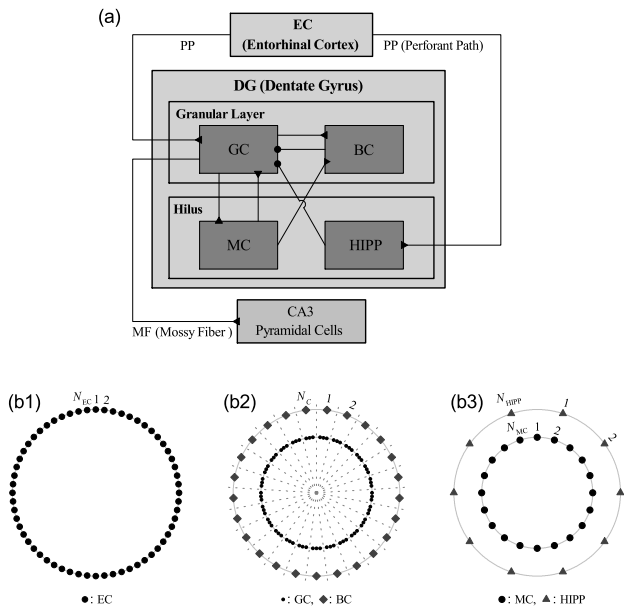 (a)
EC
(Entorhinal Cortex)
PP
PP (Perforant Path)
DG (Dentate Gyrus)
Granular Layer
GC
BC
Hilus
MC
HIPP
CA3
Pyramidal Cells
MF (Mossy Fiber )
(b1)
N_EC 1 2
●: EC
(b2)
N_C 1 2
•: GC, ◆: BC
(b3)
N_HIPP 1 2
N_MC 1 2
●: MC, ▲: HIPP